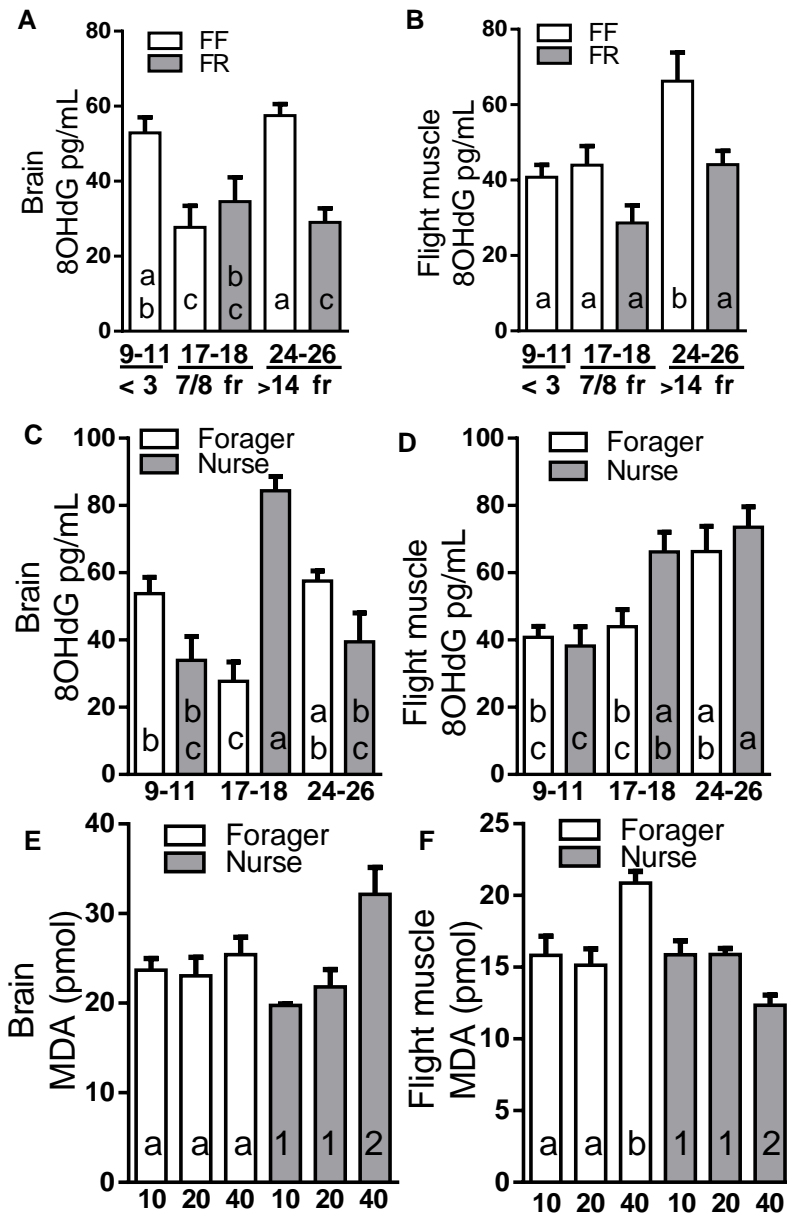 A
FF
FR
Brain
8OHdG pg/mL
80
60
40
20
0
a
b
c
b
c
a
c
9-11 17-18 24-26
< 3 7/8 fr >14 fr
B
FF
FR
Flight muscle
8OHdG pg/mL
80
60
40
20
0
a
a
a
b
a
9-11 17-18 24-26
< 3 7/8 fr >14 fr
C
Forager
Nurse
Brain
8OHdG pg/mL
100
80
60
40
20
0
b
b
c
c
a
a
b
b
c
9-11 17-18 24-26
D
Forager
Nurse
Flight muscle
8OHdG pg/mL
100
80
60
40
20
0
b
c
c
b
c
a
b
a
b
a
9-11 17-18 24-26
E
Forager
Nurse
Brain
MDA (pmol)
40
30
20
10
0
a a a 1 1 2
10 20 40 10 20 40
F
Forager
Nurse
Flight muscle
MDA (pmol)
25
20
15
10
5
0
a a b 1 1 2
10 20 40 10 20 40